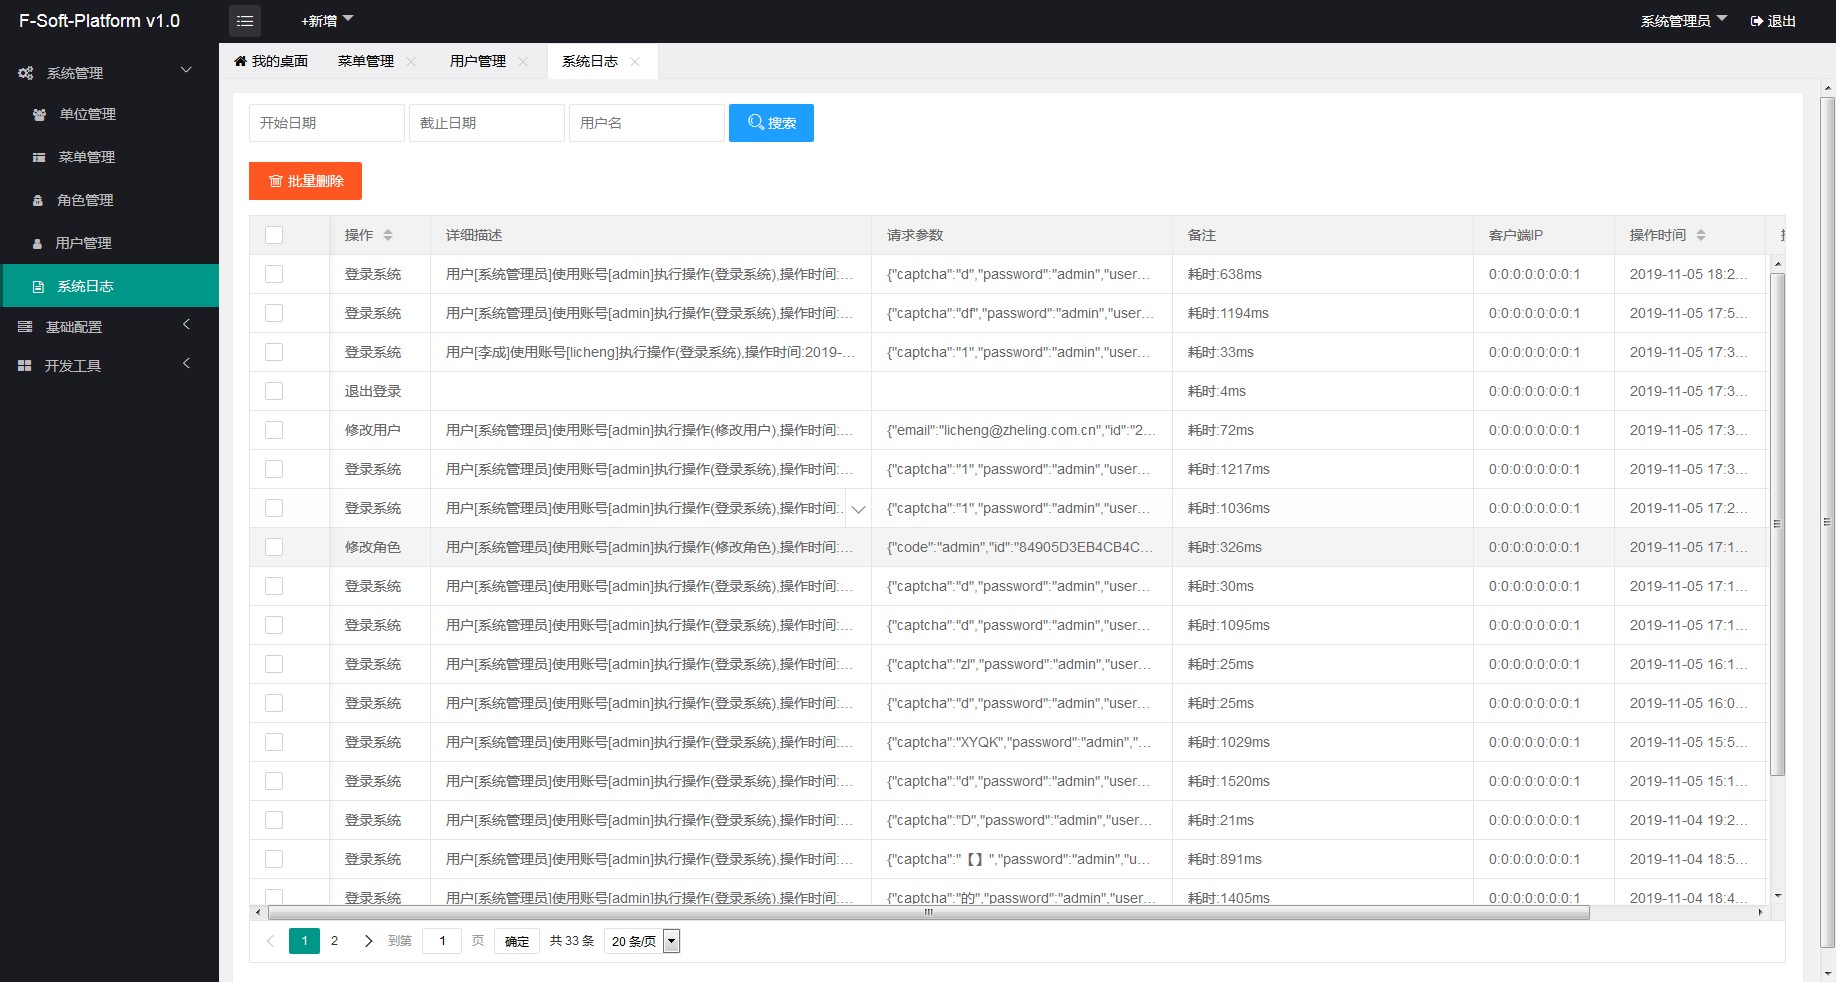 F-Soft-Platform v1.0
+新增
系统管理员
退出
系统管理
单位管理
菜单管理
角色管理
用户管理
系统日志
基础配置
开发工具
我的桌面
菜单管理
用户管理
系统日志
开始日期
截止日期
用户名
搜索
批量删除
操作 详细描述 请求参数 备注 客户端IP 操作时间
登录系统 用户[系统管理员]使用账号[admin]执行操作(登录系统),操作时间:... {"captcha":"d","password":"admin","user... 耗时:638ms 0:0:0:0:0:0:0:1 2019-11-05 18:2...
登录系统 用户[系统管理员]使用账号[admin]执行操作(登录系统),操作时间:... {"captcha":"df","password":"admin","user... 耗时:1194ms 0:0:0:0:0:0:0:1 2019-11-05 17:5...
登录系统 用户[李成]使用账号[licheng]执行操作(登录系统),操作时间:2019-... {"captcha":"1","password":"admin","user... 耗时:33ms 0:0:0:0:0:0:0:1 2019-11-05 17:3...
退出登录 耗时:4ms 0:0:0:0:0:0:0:1 2019-11-05 17:3...
修改用户 用户[系统管理员]使用账号[admin]执行操作(修改用户),操作时间:... {"email":"licheng@zheling.com.cn","id":"2... 耗时:72ms 0:0:0:0:0:0:0:1 2019-11-05 17:3...
登录系统 用户[系统管理员]使用账号[admin]执行操作(登录系统),操作时间:... {"captcha":"1","password":"admin","user... 耗时:1217ms 0:0:0:0:0:0:0:1 2019-11-05 17:3...
登录系统 用户[系统管理员]使用账号[admin]执行操作(登录系统),操作时间:. {"captcha":"1","password":"admin","user... 耗时:1036ms 0:0:0:0:0:0:0:1 2019-11-05 17:2...
修改角色 用户[系统管理员]使用账号[admin]执行操作(修改角色),操作时间:... {"code":"admin","id":"84905D3EB4CB4C... 耗时:326ms 0:0:0:0:0:0:0:1 2019-11-05 17:1...
登录系统 用户[系统管理员]使用账号[admin]执行操作(登录系统),操作时间:... {"captcha":"d","password":"admin","user... 耗时:30ms 0:0:0:0:0:0:0:1 2019-11-05 17:1...
登录系统 用户[系统管理员]使用账号[admin]执行操作(登录系统),操作时间:... {"captcha":"d","password":"admin","user... 耗时:1095ms 0:0:0:0:0:0:0:1 2019-11-05 17:1...
登录系统 用户[系统管理员]使用账号[admin]执行操作(登录系统),操作时间:... {"captcha":"zl","password":"admin","user... 耗时:25ms 0:0:0:0:0:0:0:1 2019-11-05 16:1...
登录系统 用户[系统管理员]使用账号[admin]执行操作(登录系统),操作时间:... {"captcha":"d","password":"admin","user... 耗时:25ms 0:0:0:0:0:0:0:1 2019-11-05 16:0...
登录系统 用户[系统管理员]使用账号[admin]执行操作(登录系统),操作时间:... {"captcha":"XYQK","password":"admin","... 耗时:1029ms 0:0:0:0:0:0:0:1 2019-11-05 15:5...
登录系统 用户[系统管理员]使用账号[admin]执行操作(登录系统),操作时间:... {"captcha":"d","password":"admin","user... 耗时:1520ms 0:0:0:0:0:0:0:1 2019-11-05 15:1...
登录系统 用户[系统管理员]使用账号[admin]执行操作(登录系统),操作时间:... {"captcha":"D","password":"admin","user... 耗时:21ms 0:0:0:0:0:0:0:1 2019-11-04 19:2...
登录系统 用户[系统管理员]使用账号[admin]执行操作(登录系统),操作时间:... {"captcha":"【】","password":"admin","u... 耗时:891ms 0:0:0:0:0:0:0:1 2019-11-04 18:5...
登录系统 用户[系统管理员]使用账号[admin]执行操作(登录系统),操作时间:... {"captcha":"的","password":"admin","user... 耗时:1405ms 0:0:0:0:0:0:0:1 2019-11-04 18:4...
1 2 到第 1 页 确定 共 33 条 20 条/页